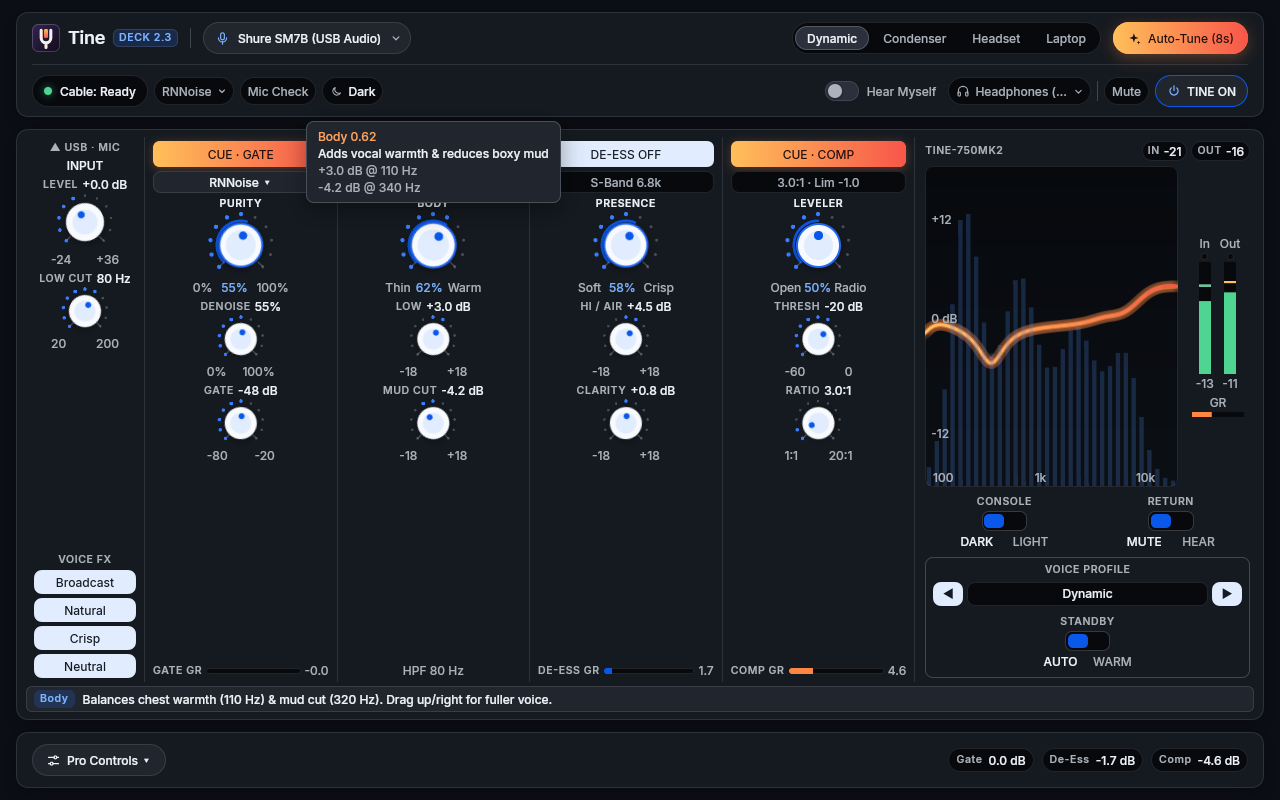 Tine DECK 2.3 Shure SM7B (USB Audio) Dynamic Condenser Headset Laptop Auto-Tune (8s)
Cable: Ready RNNoise Mic Check Dark Hear Myself Headphones (... Mute TINE ON
Body 0.62
Adds vocal warmth & reduces boxy mud
+3.0 dB @ 110 Hz
-4.2 dB @ 340 Hz
USB · MIC
INPUT
LEVEL +0.0 dB
-24 +36
LOW CUT 80 Hz
20 200
VOICE FX
Broadcast
Natural
Crisp
Neutral
CUE · GATE
RNNoise ▾
PURITY
0% 55% 100%
DENOISE 55%
0% 100%
GATE -48 dB
-80 -20
GATE GR -0.0
BODY
Thin 62% Warm
LOW +3.0 dB
-18 +18
MUD CUT -4.2 dB
-18 +18
HPF 80 Hz
DE-ESS OFF
S-Band 6.8k
PRESENCE
Soft 58% Crisp
HI / AIR +4.5 dB
-18 +18
CLARITY +0.8 dB
-18 +18
DE-ESS GR 1.7
CUE · COMP
3.0:1 · Lim -1.0
LEVELER
Open 50% Radio
THRESH -20 dB
-60 0
RATIO 3.0:1
1:1 20:1
COMP GR 4.6
TINE-750MK2 IN -21 OUT -16
+12
0 dB
-12
100 1k 10k
In Out
-13 -11
GR
CONSOLE RETURN
DARK LIGHT MUTE HEAR
VOICE PROFILE
◀ Dynamic ▶
STANDBY
AUTO WARM
Body Balances chest warmth (110 Hz) & mud cut (320 Hz). Drag up/right for fuller voice.
Pro Controls ▾ Gate 0.0 dB De-Ess -1.7 dB Comp -4.6 dB